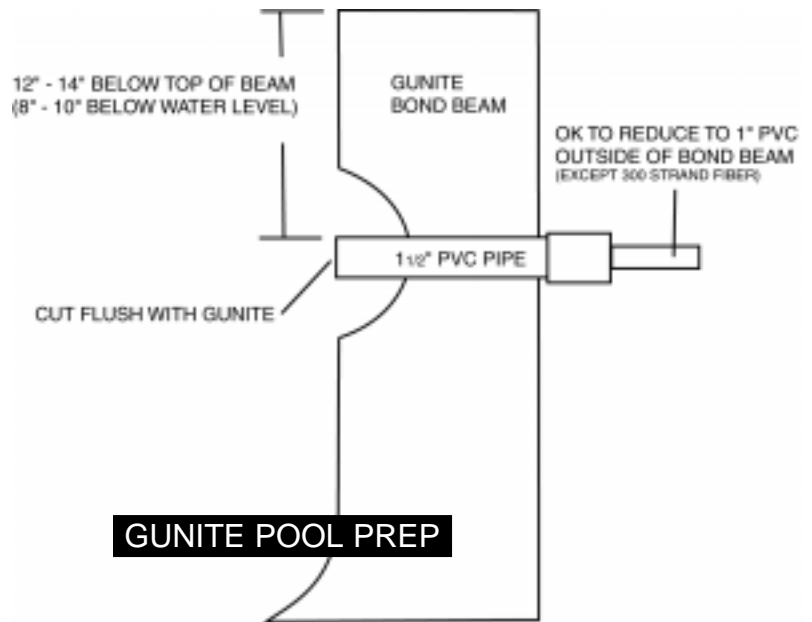 12" - 14" BELOW TOP OF BEAM
(8" - 10" BELOW WATER LEVEL)
GUNITE
BOND BEAM
OK TO REDUCE TO 1" PVC
OUTSIDE OF BOND BEAM
(EXCEPT 300 STRAND FIBER)
1 1/2" PVC PIPE
CUT FLUSH WITH GUNITE
GUNITE POOL PREP